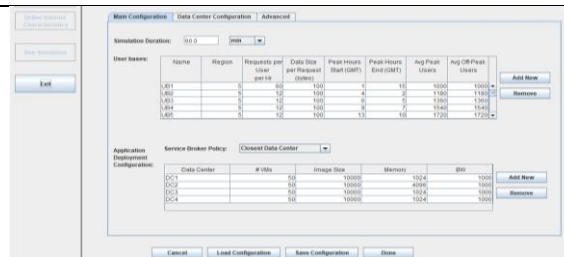 Main Configuration Data Center Configuration Advanced
Define Internet Characteristics
Simulation Duration: 60.0 min
Run Simulation
User bases:
Name Region Requests per User per Hr Data Size per Request (bytes) Peak Hours Start (GMT) Peak Hours End (GMT) Avg Peak Users Avg Off-Peak Users
UB1 5 60 100 1 15 1000 1000
UB2 5 12 100 4 2 1180 1180
UB3 5 12 100 6 5 1360 1360
UB4 5 12 100 9 7 1540 1540
UB5 5 12 100 13 10 1720 1720
Add New
Remove
Exit
Application Deployment Configuration:
Service Broker Policy: Closest Data Center
Data Center # VMs Image Size Memory BW
DC1 50 10000 1024 1000
DC2 50 10000 4096 1000
DC3 50 10000 1024 1000
DC4 50 10000 1024 1000
Add New
Remove
Cancel Load Configuration Save Configuration Done